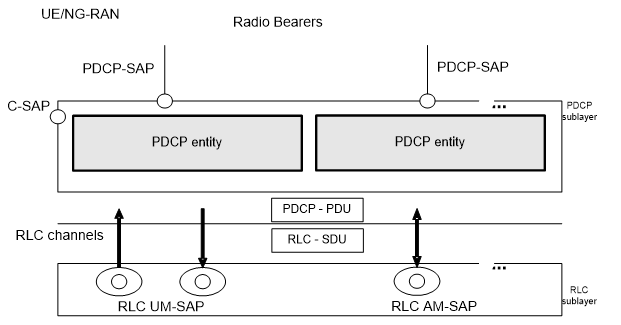 UE/NG-RAN
Radio Bearers
PDCP-SAP
PDCP-SAP
C-SAP
...
PDCP
sublayer
PDCP entity
PDCP entity
PDCP - PDU
RLC channels
RLC - SDU
...
RLC UM-SAP
RLC AM-SAP
RLC
sublayer